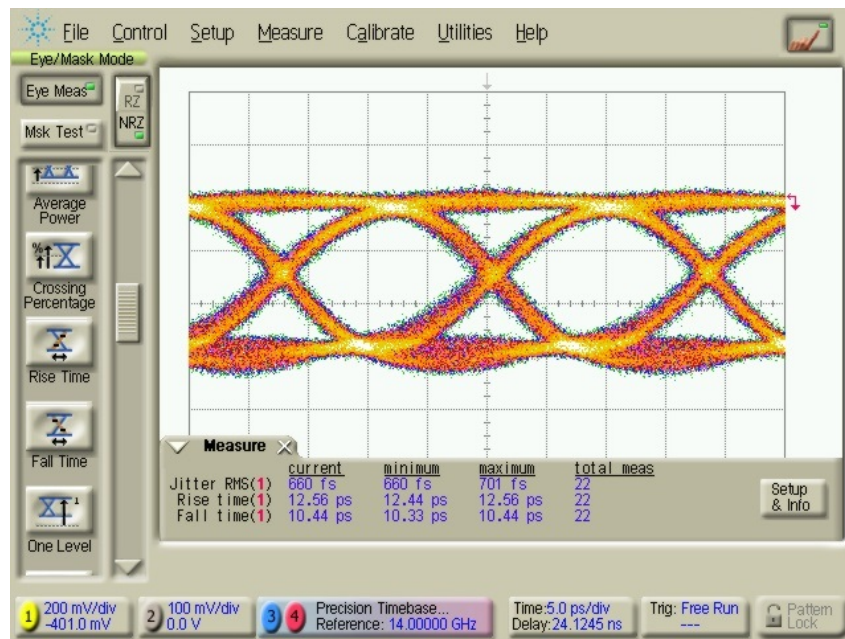 File Control Setup Measure Calibrate Utilities Help
Eye/Mask Mode
Eye Meas
RZ
NRZ
Msk Test
Average
Power
%
Crossing
Percentage
Rise Time
Fall Time
1
One Level
Measure
current minimum maximum total meas
Jitter RMS(1) 660 fs 660 fs 701 fs 22
Rise time(1) 12.56 ps 12.44 ps 12.56 ps 22
Fall time(1) 10.44 ps 10.33 ps 10.44 ps 22
Setup
& Info
1 200 mV/div
-401.0 mV
2 100 mV/div
0.0 V
3 4 Precision Timebase...
Reference: 14.00000 GHz
Time:5.0 ps/div
Delay:24.1245 ns
Trig: Free Run
---
Pattern
Lock